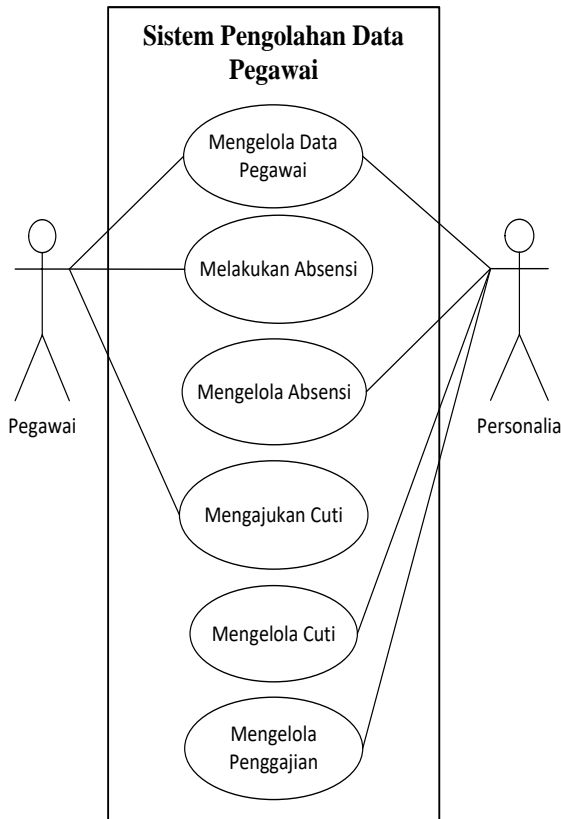 Sistem Pengolahan Data
Pegawai
Mengelola Data
Pegawai
Melakukan Absensi
Mengelola Absensi
Pegawai
Personalia
Mengajukan Cuti
Mengelola Cuti
Mengelola
Penggajian